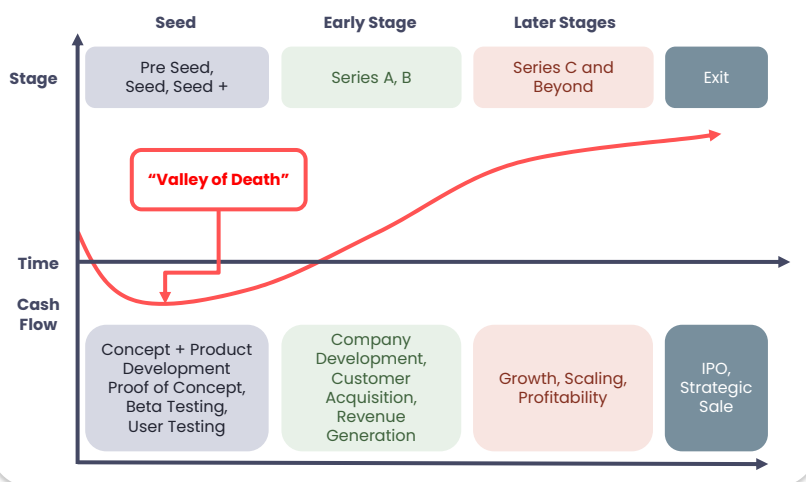 Seed
Early Stage
Later Stages
Stage
Pre Seed,
Seed, Seed +
Series A, B
Series C and
Beyond
Exit
“Valley of Death”
Time
Cash
Flow
Concept + Product
Development
Proof of Concept,
Beta Testing,
User Testing
Company
Development,
Customer
Acquisition,
Revenue
Generation
Growth, Scaling,
Profitability
IPO,
Strategic
Sale